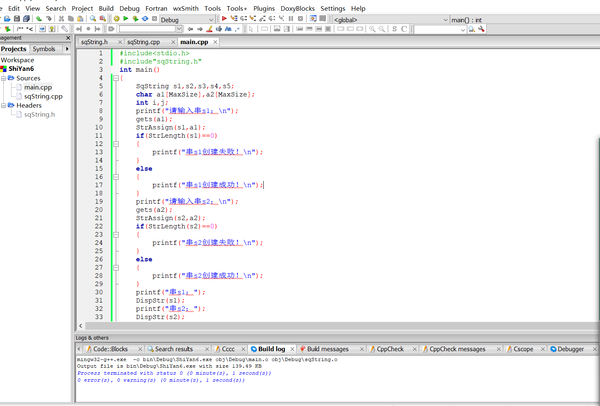 e Edit View Search Project Build Debug Fortran wxSmith Tools Tools+ Plugins DoxyBlocks Settings Help
Debug
<global>
main() : int
nagement
Projects Symbols
Workspace
ShiYan6
Sources
main.cpp
sqString.cpp
Headers
sqString.h
sqString.h sqString.cpp main.cpp
1 #include<stdio.h>
2 #include"sqString.h"
3 int main()
4 {
5 SqString s1,s2,s3,s4,s5;
6 char a1[MaxSize],a2[MaxSize];
7 int i,j;
8 printf("请输入串s1：\n");
9 gets(a1);
10 StrAssign(s1,a1);
11 if(StrLength(s1)==0)
12 {
13 printf("串s1创建失败！\n");
14 }
15 else
16 {
17 printf("串s1创建成功！\n");
18 }
19 printf("请输入串s2：\n");
20 gets(a2);
21 StrAssign(s2,a2);
22 if(StrLength(s2)==0)
23 {
24 printf("串s2创建失败！\n");
25 }
26 else
27 {
28 printf("串s2创建成功！\n");
29 }
30 printf("串s1：");
31 DispStr(s1);
32 printf("串s2：");
33 DispStr(s2);
Logs & others
Code::Blocks Search results Cccc Build log Build messages CppCheck CppCheck messages Cscope Debugger
mingw32-g++.exe -o bin\Debug\ShiYan6.exe obj\Debug\main.o obj\Debug\sqString.o
Output file is bin\Debug\ShiYan6.exe with size 139.49 KB
Process terminated with status 0 (0 minute(s), 1 second(s))
0 error(s), 0 warning(s) (0 minute(s), 1 second(s))